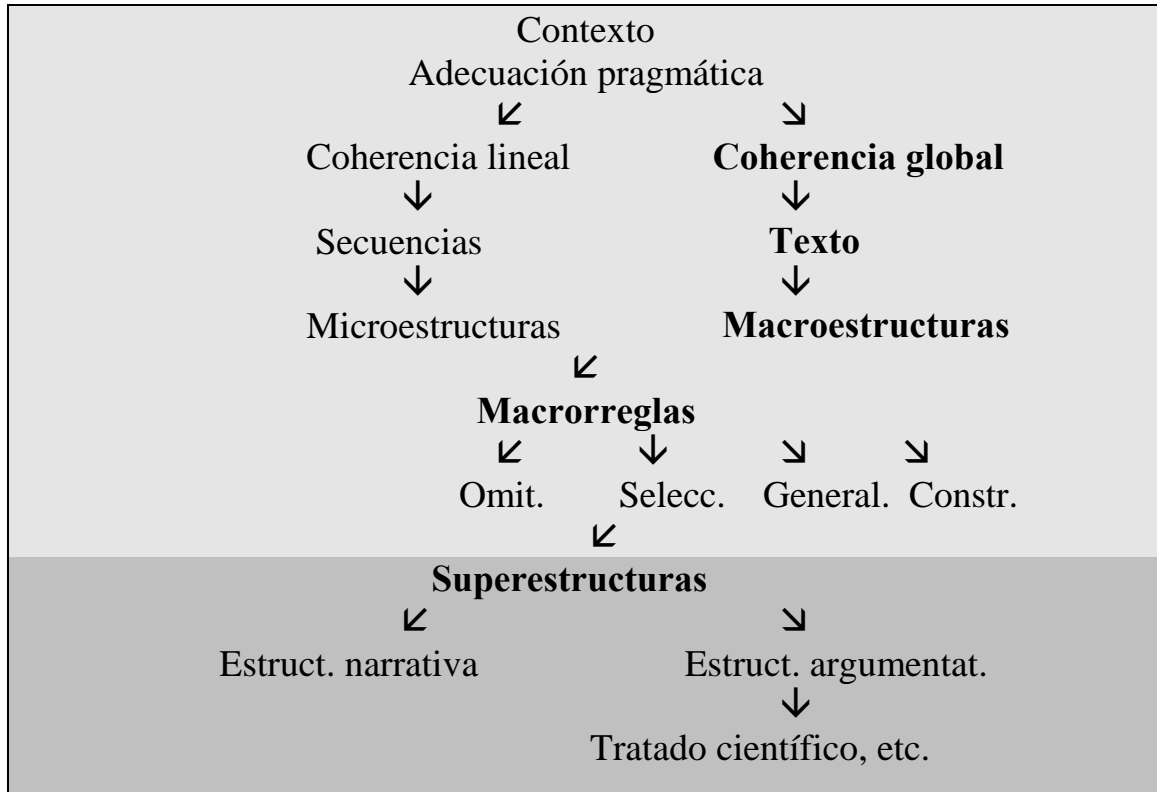 Contexto
Adecuación pragmática
Coherencia lineal Coherencia global
Secuencias Texto
Microestructuras Macroestructuras
Macrorreglas
Omit. Selecc. General. Constr.
Superestructuras
Estruct. narrativa Estruct. argumentat.
Tratado científico, etc.